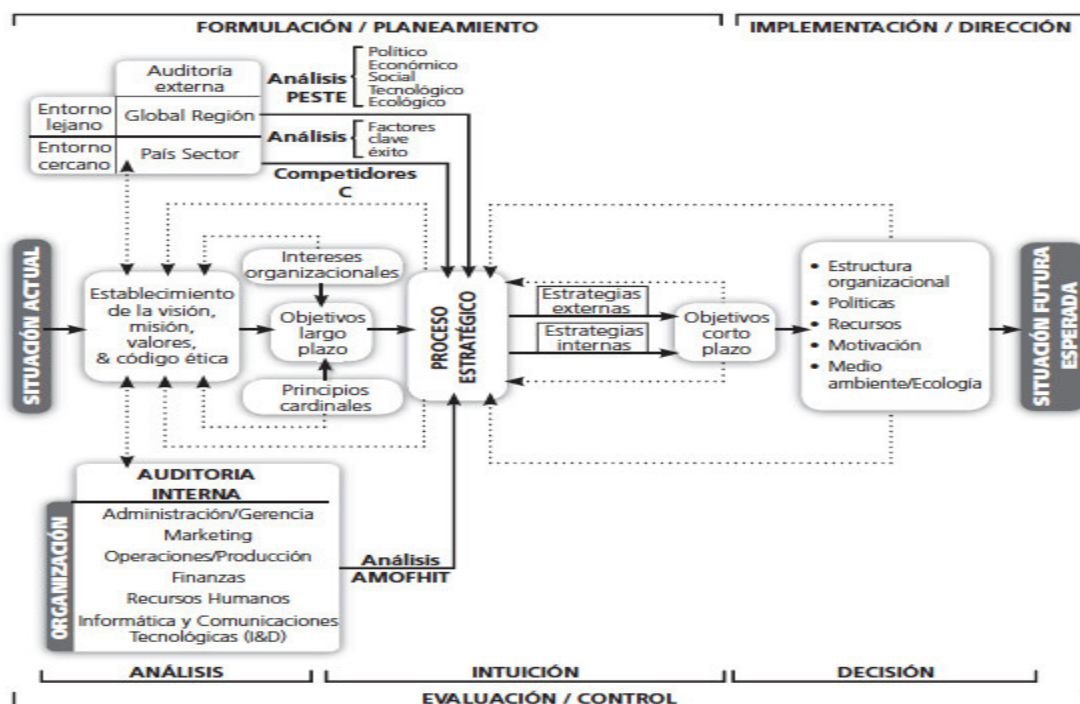 FORMULACIÓN / PLANEAMIENTO
IMPLEMENTACIÓN / DIRECCIÓN
Auditoría
externa
Entorno
lejano
Global Región
Entorno
cercano
País Sector
Análisis
PESTE
Político
Económico
Social
Tecnológico
Ecológico
Análisis
Factores
clave
éxito
Competidores
C
SITUACIÓN ACTUAL
Establecimiento
de la visión,
misión,
valores,
& código ética
Intereses
organizacionales
Objetivos
largo
plazo
Principios
cardinales
PROCESO
ESTRATÉGICO
Estrategias
externas
Estrategias
internas
Objetivos
corto
plazo
• Estructura
organizacional
• Políticas
• Recursos
• Motivación
• Medio
ambiente/Ecología
SITUACIÓN FUTURA
ESPERADA
ORGANIZACIÓN
AUDITORIA
INTERNA
Administración/Gerencia
Marketing
Operaciones/Producción
Finanzas
Recursos Humanos
Informática y Comunicaciones
Tecnológicas (I&D)
Análisis
AMOFHIT
ANÁLISIS
INTUICIÓN
DECISIÓN
EVALUACIÓN / CONTROL